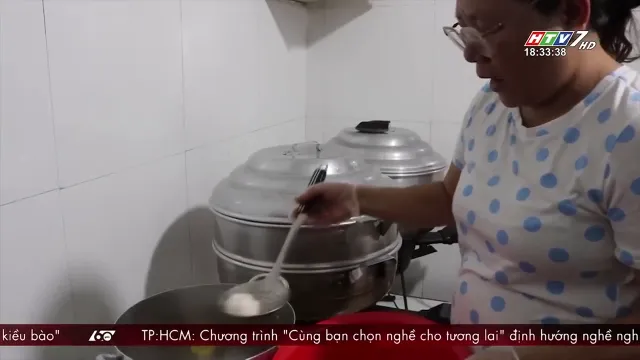 HTV7 HD
18:33:38
kiều bào" 60 TP:HCM: Chương trình "Cùng bạn chọn nghề cho tương lai" định hướng nghề ngh